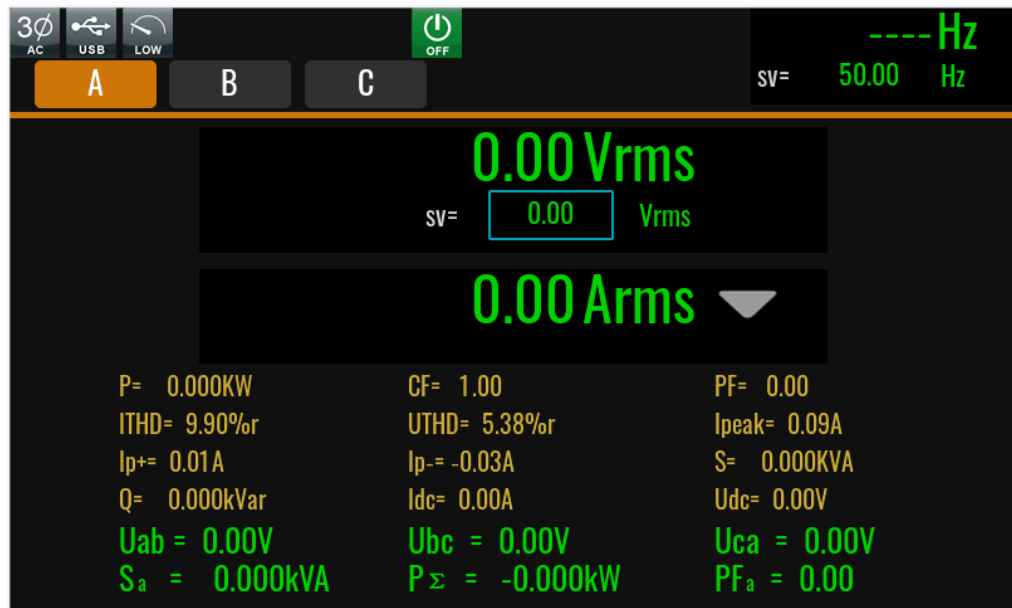 3Ø AC USB LOW OFF ---- Hz
A B C sv= 50.00 Hz
0.00 Vrms
sv= 0.00 Vrms
0.00 Arms
P= 0.000KW CF= 1.00 PF= 0.00
ITHD= 9.90%r UTHD= 5.38%r Ipeak= 0.09A
Ip+= 0.01A Ip-= -0.03A S= 0.000KVA
Q= 0.000kVar Idc= 0.00A Udc= 0.00V
Uab = 0.00V Ubc = 0.00V Uca = 0.00V
Sa = 0.000kVA PΣ = -0.000kW PFa = 0.00